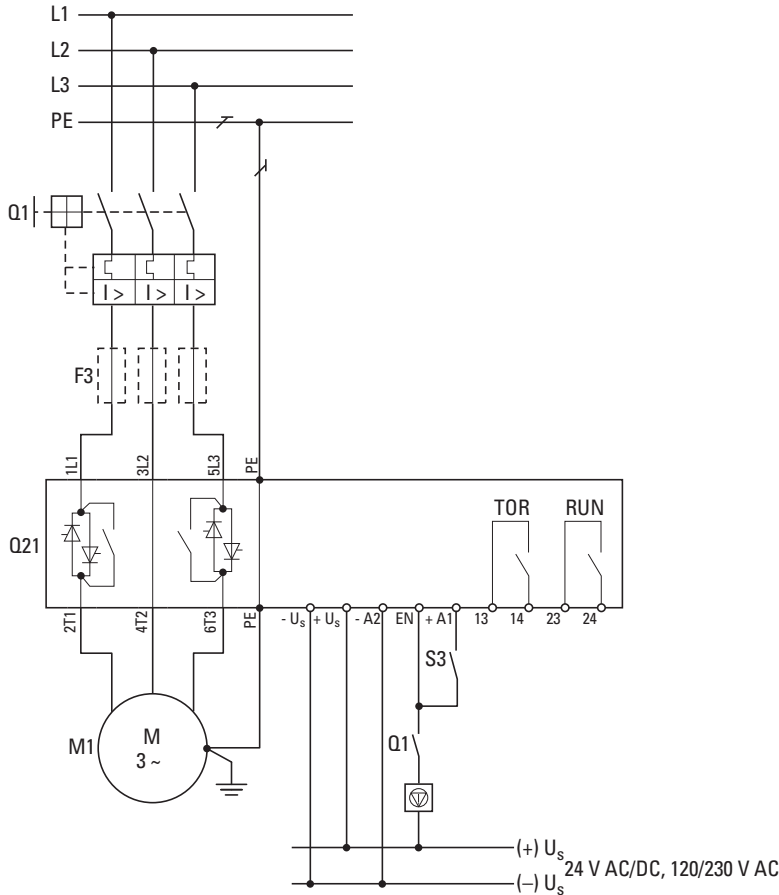 L1
L2
L3
PE
Q1
I > I > I >
F3
1L1 3L2 5L3 PE
TOR RUN
Q21
2T1 4T2 6T3 PE - Us + Us - A2 EN + A1 13 14 23 24
S3
M1 M
3 ~
Q1
(+) Us
24 V AC/DC, 120/230 V AC
(–) Us